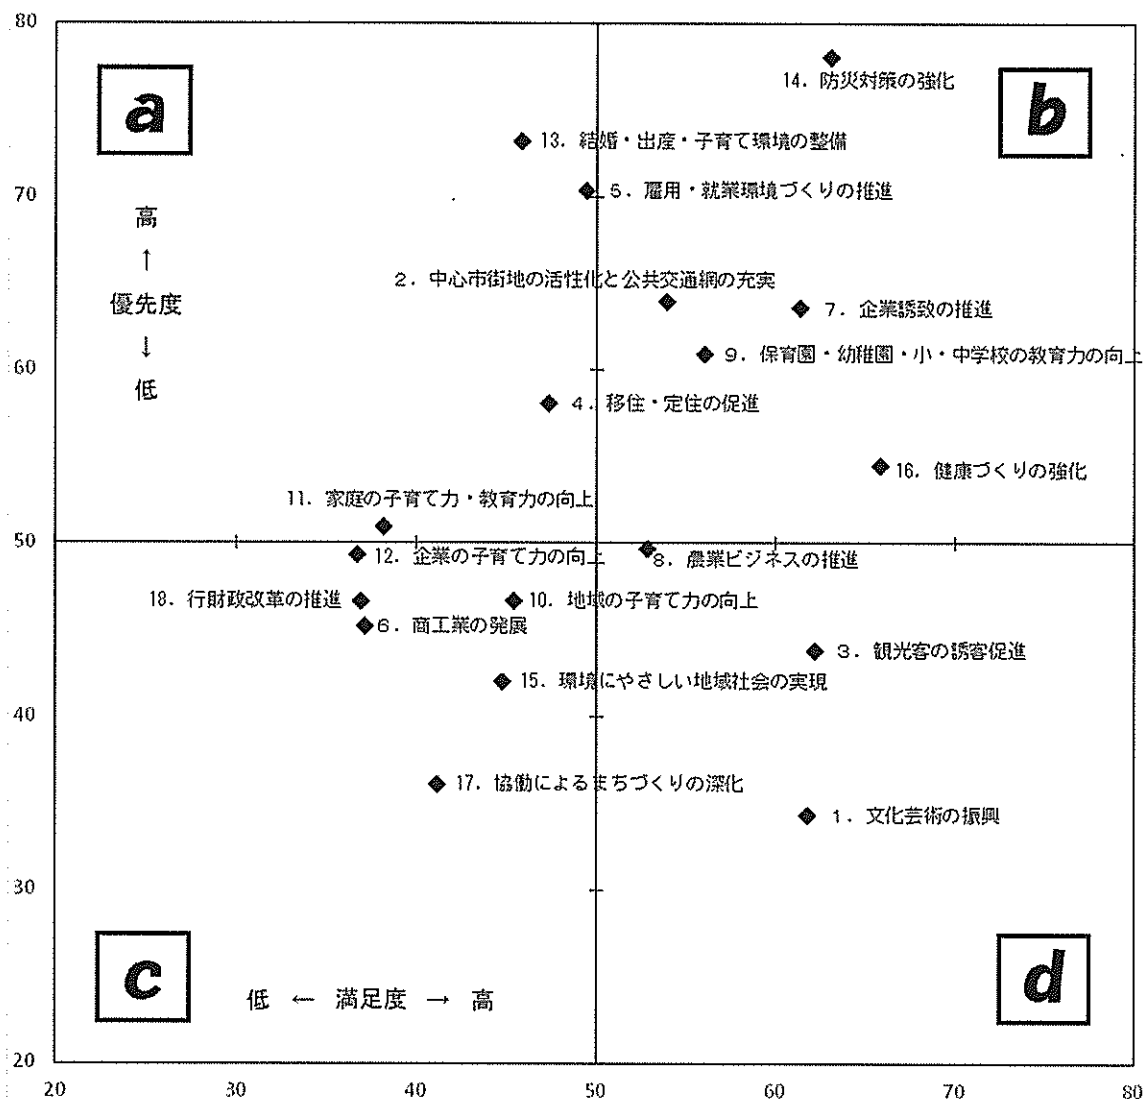 80
a
b
14．防災対策の強化
13．結婚・出産・子育て環境の整備
70
5．雇用・就業環境づくりの推進
高
↑
優先度
↓
低
2．中心市街地の活性化と公共交通網の充実
7．企業誘致の推進
9．保育園・幼稚園・小・中学校の教育力の向上
60
4．移住・定住の促進
16．健康づくりの強化
11．家庭の子育て力・教育力の向上
50
12．企業の子育て力の向上
8．農業ビジネスの推進
18．行財政改革の推進
10．地域の子育て力の向上
6．商工業の発展
3．観光客の誘客促進
15．環境にやさしい地域社会の実現
40
17．協働によるまちづくりの深化
1．文化芸術の振興
30
c
低 ← 満足度 → 高
d
20
20 30 40 50 60 70 80